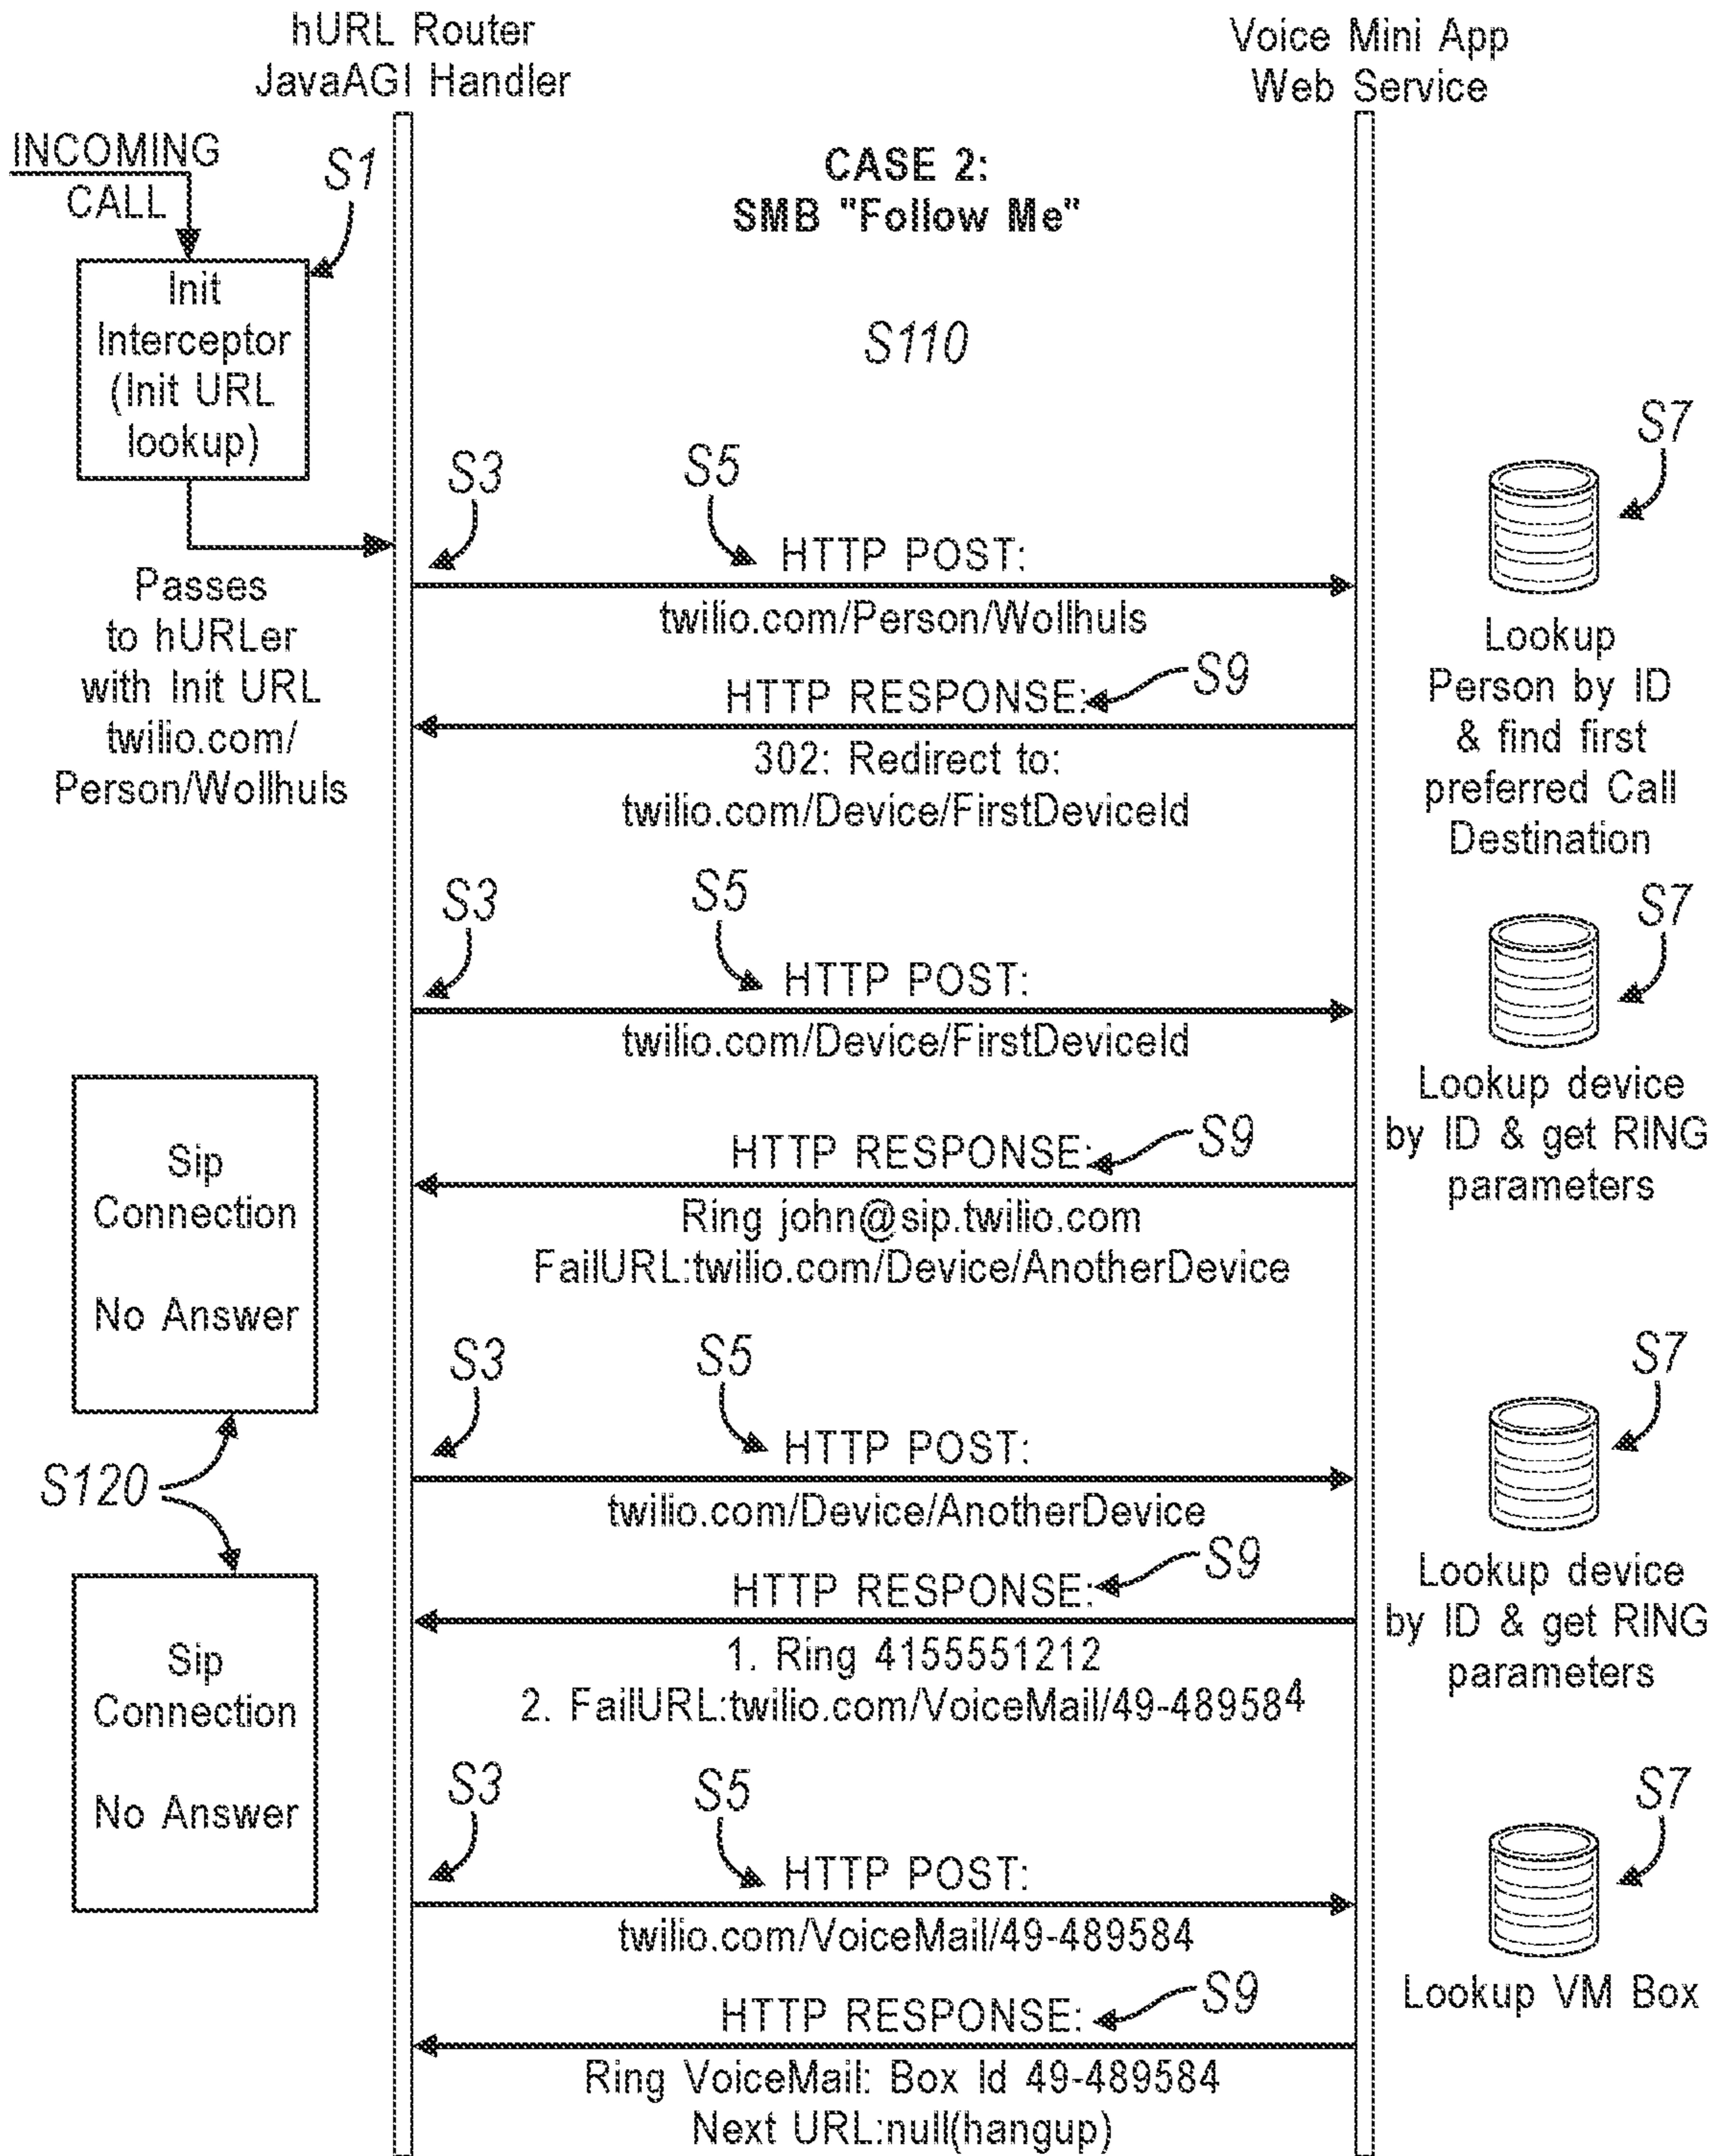 hURL Router
JavaAGI Handler
Voice Mini App
Web Service
INCOMING
CALL
S1
CASE 2:
SMB "Follow Me"
Init
Interceptor
(Init URL
lookup)
S110
S7
S3
S5
HTTP POST:
twilio.com/Person/Wollhuls
Passes
to hURLer
with Init URL
twilio.com/
Person/Wollhuls
Lookup
Person by ID
& find first
preferred Call
Destination
HTTP RESPONSE:
S9
302: Redirect to:
twilio.com/Device/FirstDeviceId
S3
S5
S7
HTTP POST:
twilio.com/Device/FirstDeviceId
Lookup device
by ID & get RING
parameters
Sip
Connection
No Answer
HTTP RESPONSE:
S9
Ring john@sip.twilio.com
FailURL:twilio.com/Device/AnotherDevice
S3
S5
S7
HTTP POST:
twilio.com/Device/AnotherDevice
S120
Lookup device
by ID & get RING
parameters
HTTP RESPONSE:
S9
1. Ring 4155551212
2. FailURL:twilio.com/VoiceMail/49-489584
Sip
Connection
No Answer
S3
S5
S7
HTTP POST:
twilio.com/VoiceMail/49-489584
Lookup VM Box
HTTP RESPONSE:
S9
Ring VoiceMail: Box Id 49-489584
Next URL:null(hangup)